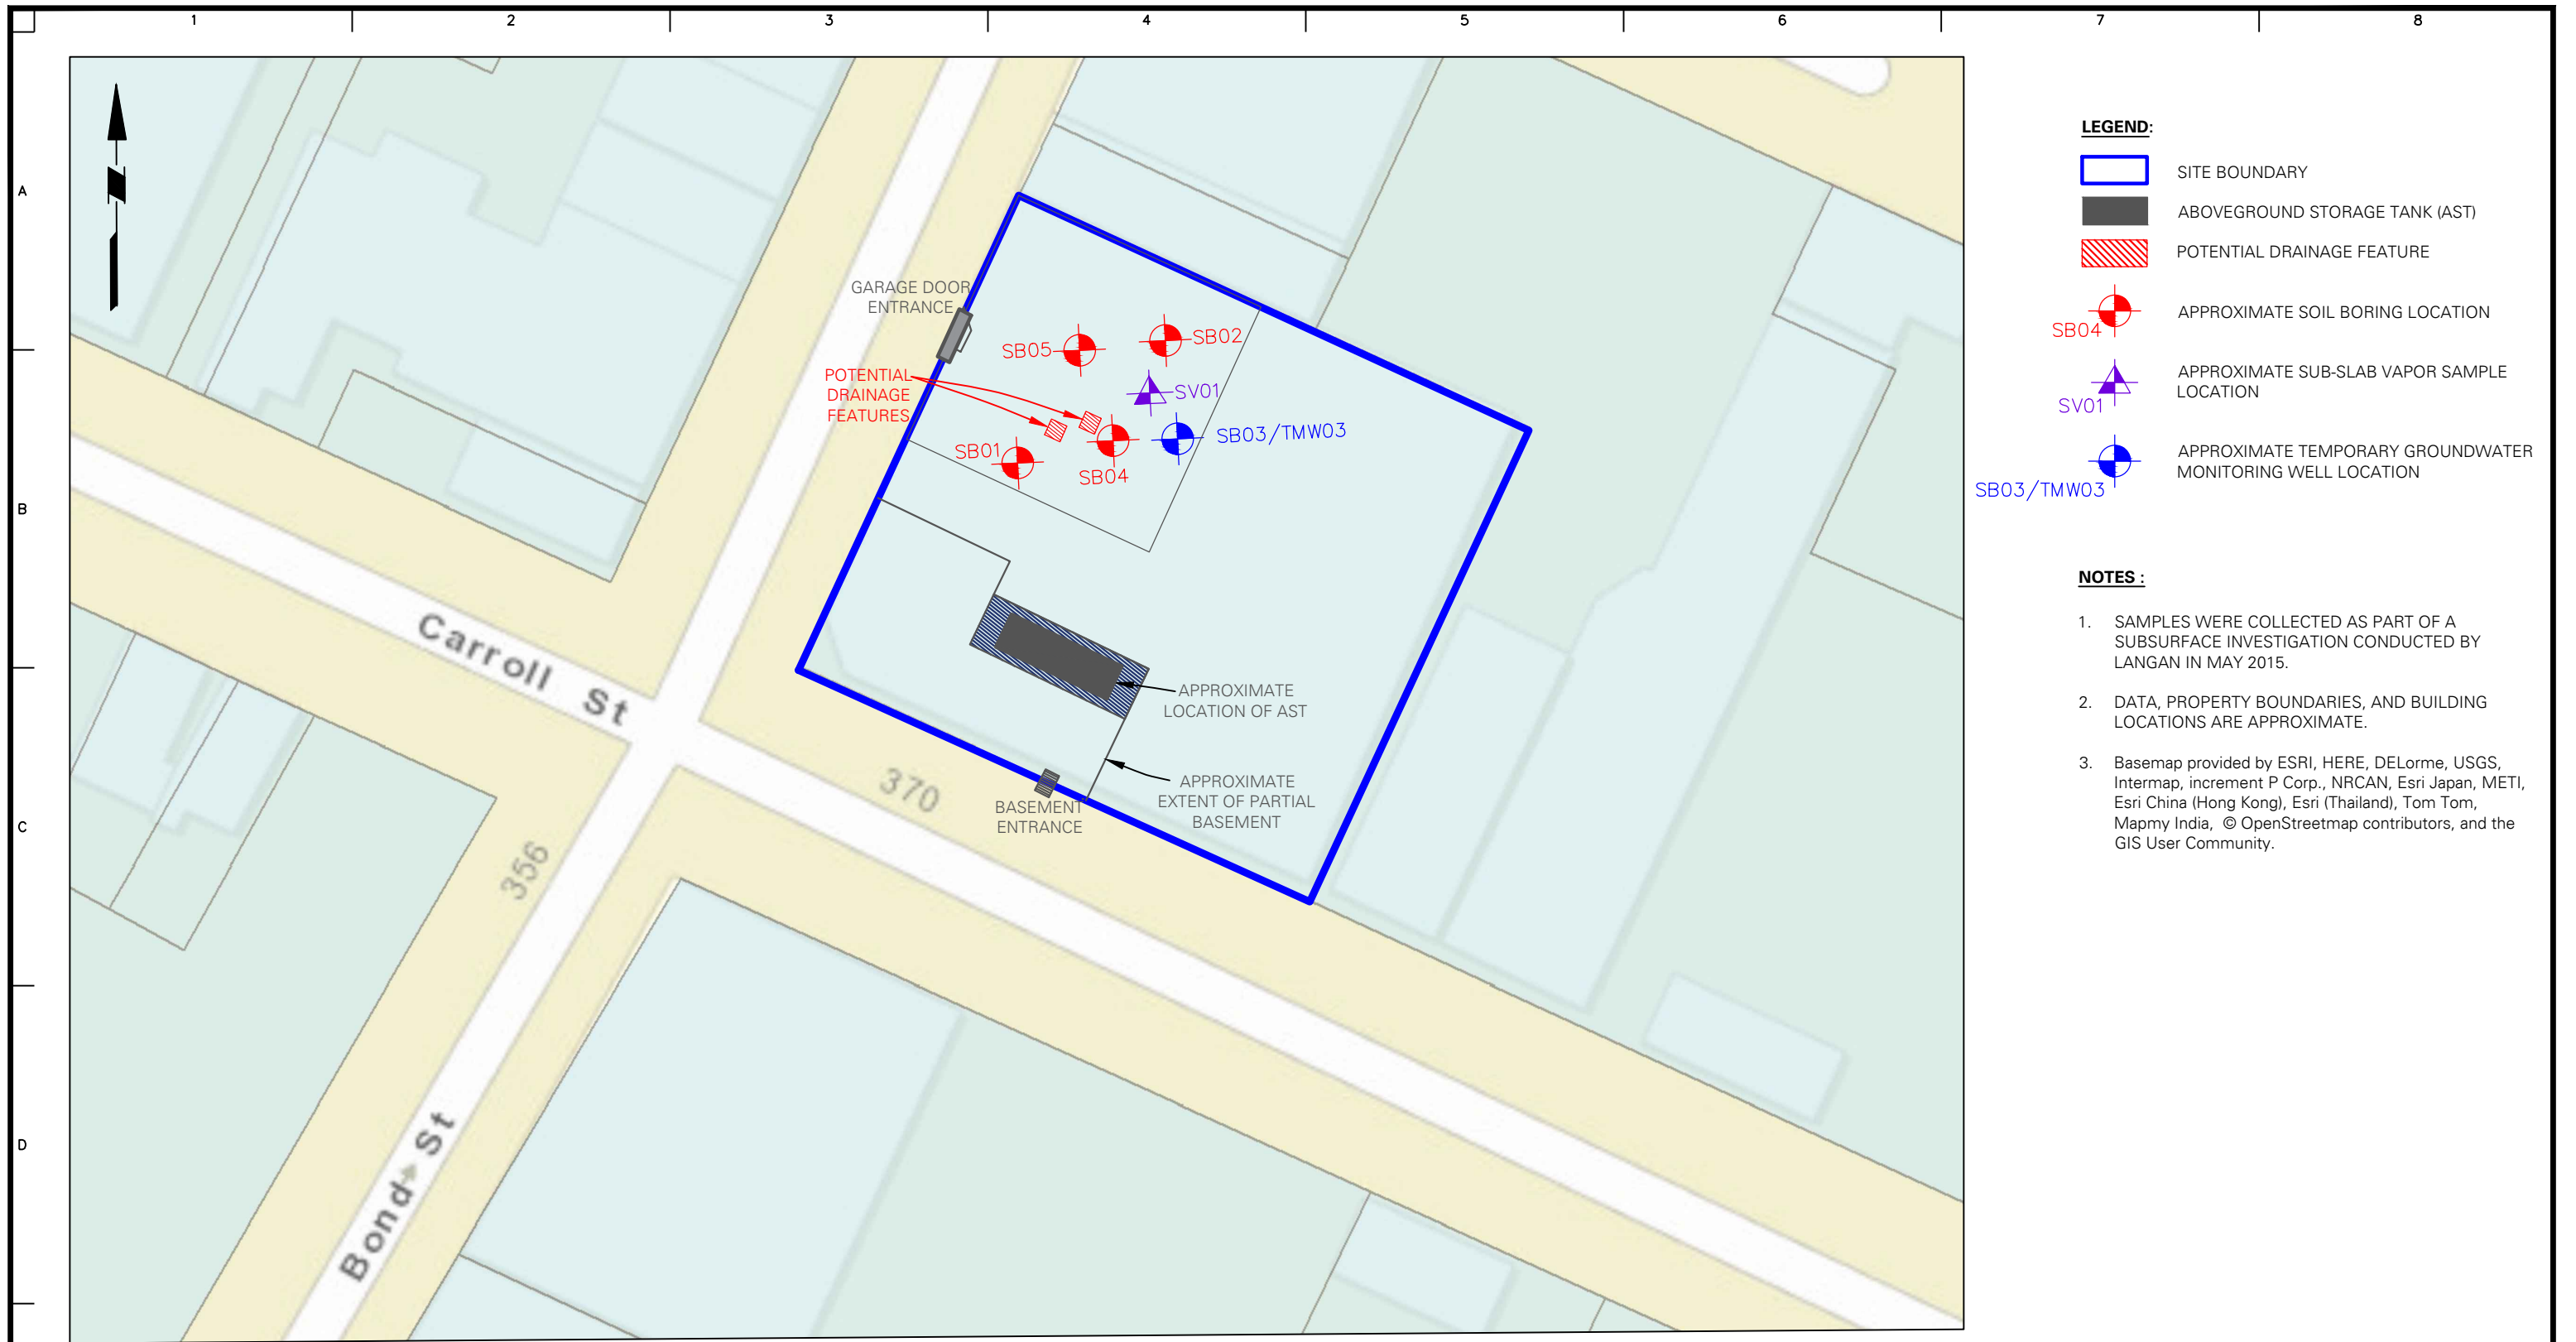 1 2 3 4 5 6 7 8
A
B
C
D
GARAGE DOOR
ENTRANCE
SB05
SB02
POTENTIAL
DRAINAGE
FEATURES
SV01
SB01
SB04
SB03/TMW03
APPROXIMATE
LOCATION OF AST
APPROXIMATE
EXTENT OF PARTIAL
BASEMENT
BASEMENT
ENTRANCE
Carroll St
370
356
Bond St
LEGEND:
SITE BOUNDARY
ABOVEGROUND STORAGE TANK (AST)
POTENTIAL DRAINAGE FEATURE
SB04
APPROXIMATE SOIL BORING LOCATION
SV01
APPROXIMATE SUB-SLAB VAPOR SAMPLE
LOCATION
SB03/TMW03
APPROXIMATE TEMPORARY GROUNDWATER
MONITORING WELL LOCATION
NOTES :
1. SAMPLES WERE COLLECTED AS PART OF A
SUBSURFACE INVESTIGATION CONDUCTED BY
LANGAN IN MAY 2015.
2. DATA, PROPERTY BOUNDARIES, AND BUILDING
LOCATIONS ARE APPROXIMATE.
3. Basemap provided by ESRI, HERE, DELorme, USGS,
Intermap, increment P Corp., NRCAN, Esri Japan, METI,
Esri China (Hong Kong), Esri (Thailand), Tom Tom,
Mapmy India, © OpenStreetmap contributors, and the
GIS User Community.